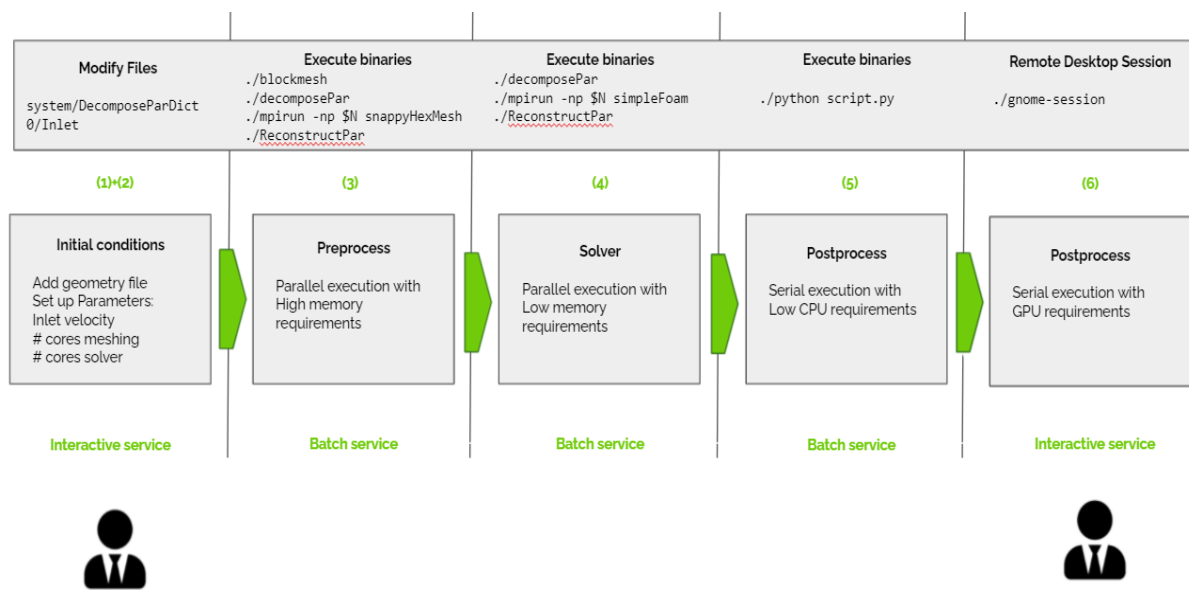 Modify Files
system/DecomposeParDict
0/Inlet
Execute binaries
./blockmesh
./decomposePar
./mpirun -np $N snappyHexMesh
./ReconstructPar
Execute binaries
./decomposePar
./mpirun -np $N simpleFoam
./ReconstructPar
Execute binaries
./python script.py
Remote Desktop Session
./gnome-session
(1)+(2)
(3)
(4)
(5)
(6)
Initial conditions
Add geometry file
Set up Parameters:
Inlet velocity
# cores meshing
# cores solver
Preprocess
Parallel execution with
High memory
requirements
Solver
Parallel execution with
Low memory
requirements
Postprocess
Serial execution with
Low CPU requirements
Postprocess
Serial execution with
GPU requirements
Interactive service
Batch service
Batch service
Batch service
Interactive service